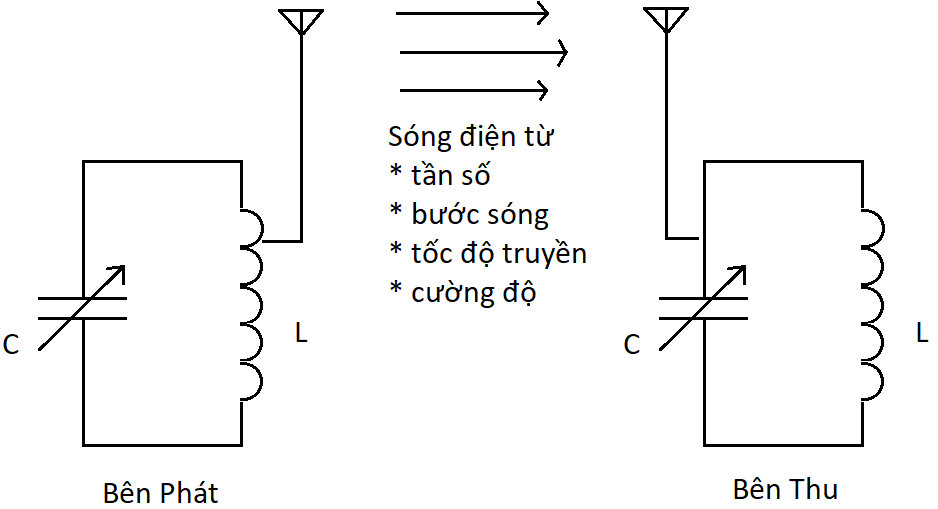 Sóng điện từ
* tần số
* bước sóng
* tốc độ truyền
* cường độ
C
L
C
L
Bên Phát
Bên Thu